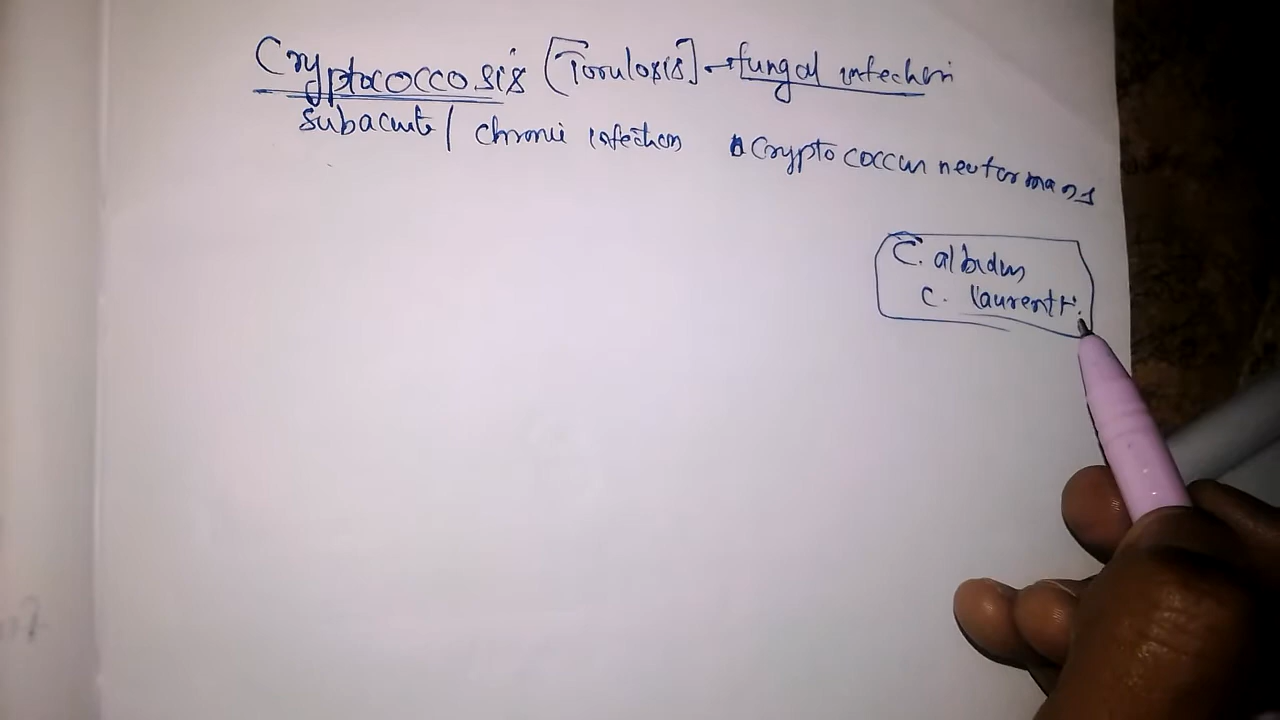 Cryptococcosis [Torulosis] → fungal infection
subacute / chronic infection Cryptococcus neoformans
C. albidus
C. laurentii